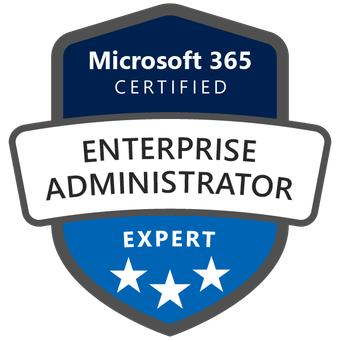 Microsoft 365
CERTIFIED
ENTERPRISE
ADMINISTRATOR
EXPERT